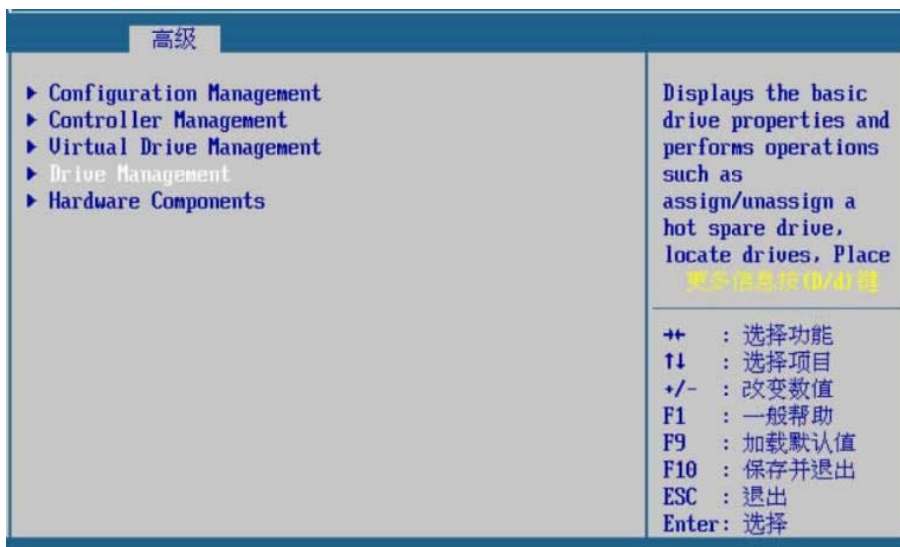 高级
▶ Configuration Management
▶ Controller Management
▶ Virtual Drive Management
▶ Drive Management
▶ Hardware Components
Displays the basic
drive properties and
performs operations
such as
assign/unassign a
hot spare drive,
locate drives, Place
更多信息按(D/d)键
→← : 选择功能
↑↓ : 选择项目
+/- : 改变数值
F1 : 一般帮助
F9 : 加载默认值
F10 : 保存并退出
ESC : 退出
Enter: 选择